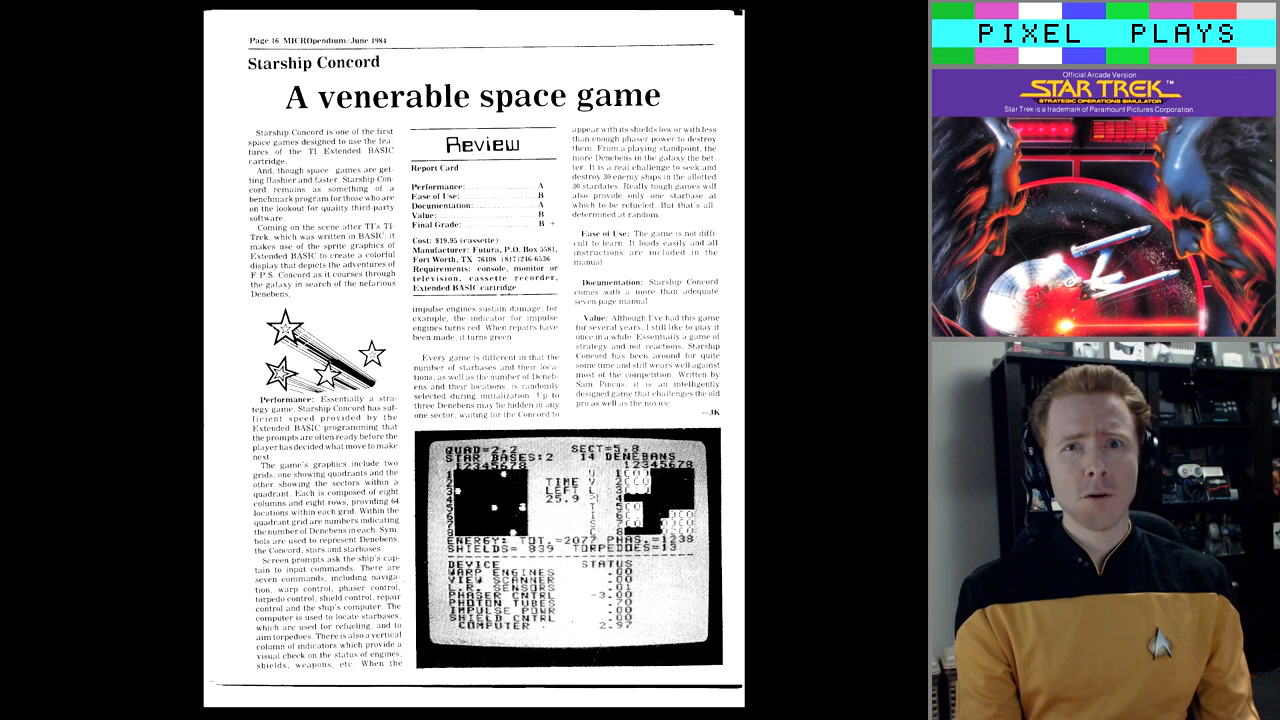 Page 16 MICROpendium/June 1984
Starship Concord
A venerable space game
Starship Concord is one of the first
space games designed to use the fea-
tures of the TI Extended BASIC
cartridge.
And, though space games are get-
ting flashier and faster, Starship Con-
cord remains as something of a
benchmark program for those who are
on the lookout for quality third-party
software.
Coming on the scene after TI's TI-
Trek, which was written in BASIC, it
makes use of the sprite graphics of
Extended BASIC to create a colorful
display that depicts the adventures of
F.P.S. Concord as it courses through
the galaxy in search of the nefarious
Denebens.
Performance: Essentially a stra-
tegy game, Starship Concord has suf-
ficient speed provided by the
Extended BASIC programming that
the prompts are often ready before the
player has decided what move to make
next.
The game's graphics include two
grids, one showing quadrants and the
other showing the sectors within a
quadrant. Each is composed of eight
columns and eight rows, providing 64
locations within each grid. Within the
quadrant grid are numbers indicating
the number of Denebens in each. Sym-
bols are used to represent Denebens,
the Concord, stars and starbases.
Screen prompts ask the ship's cap-
tain to input commands. There are
seven commands, including naviga-
tion, warp control, phaser control,
torpedo control, shield control, repair
control and the ship's computer. The
computer is used to locate starbases,
which are used for refueling, and to
aim torpedoes. There is also a vertical
column of indicators which provide a
visual check on the status of engines,
shields, weapons, etc. When the
Review
Report Card
Performance: A
Ease of Use: B
Documentation: A
Value: B
Final Grade: B +
Cost: $19.95 (cassette)
Manufacturer: Futura, P.O. Box 5581,
Fort Worth, TX 76108 (817)246-6536
Requirements: console, monitor or
television, cassette recorder,
Extended BASIC cartridge
impulse engines sustain damage, for
example, the indicator for impulse
engines turns red. When repairs have
been made, it turns green.
Every game is different in that the
number of starbases and their loca-
tions, as well as the number of Deneb-
ens and their locations, is randomly
selected during initialization. Up to
three Denebens may be hidden in any
one sector, waiting for the Concord to
appear with its shields low or with less
than enough phaser power to destroy
them. From a playing standpoint, the
more Denebens in the galaxy the bet-
ter. It is a real challenge to seek and
destroy 30 enemy ships in the allotted
30 stardates. Really tough games will
also provide only one starbase at
which to be refueled. But that's all
determined at random.
Ease of Use: The game is not diffi-
cult to learn. It loads easily and all
instructions are included in the
manual.
Documentation: Starship Concord
comes with a more than adequate
seven-page manual.
Value: Although I've had this game
for several years, I still like to play it
once in a while. Essentially a game of
strategy and not reactions, Starship
Concord has been around for quite
some time and still wears well against
most of the competition. Written by
Sam Pincus, it is an intelligently
designed game that challenges the old
pro as well as the novice.
—JK
QUAD=2,2 SECT=5,8
STAR BASES:2 14 DENEBANS
12345678 12345678
TIME
LEFT
25.9
ENERGY: TOT.=2077 PHAS.=1238
SHIELDS= 839 TORPEDOES=13
DEVICE STATUS
WARP ENGINES .00
VIEW SCANNER .00
L.R. SENSORS .01
PHASER CNTRL -3.00
PHOTON TUBES .70
IMPULSE POWR .00
SHIELD CNTRL .00
COMPUTER 2.97
PIXEL PLAYS
Official Arcade Version
STAR TREK™
STRATEGIC OPERATIONS SIMULATOR
Star Trek is a trademark of Paramount Pictures Corporation.